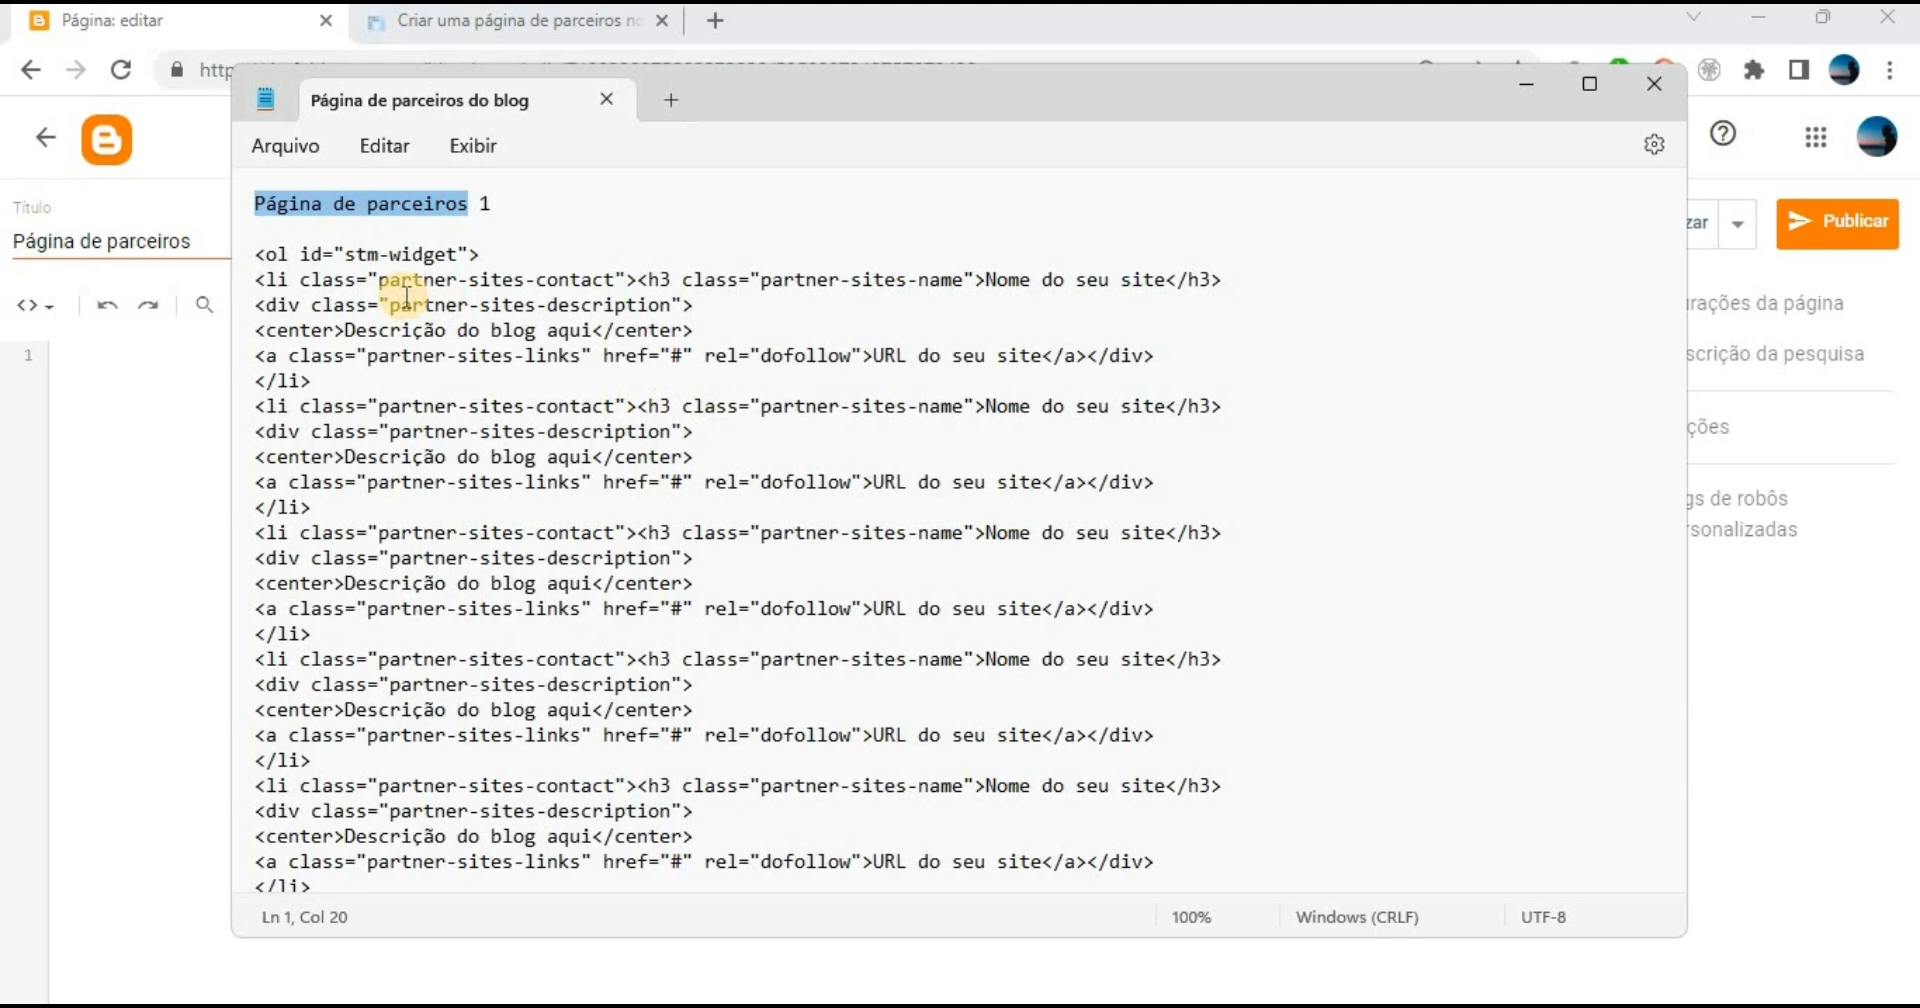 Página: editar
Criar uma página de parceiros no
http
Página de parceiros do blog
Arquivo Editar Exibir
Título
Página de parceiros
zar
Publicar
Página de parceiros 1
<ol id="stm-widget">
<li class="partner-sites-contact"><h3 class="partner-sites-name">Nome do seu site</h3>
<div class="partner-sites-description">
<center>Descrição do blog aqui</center>
<a class="partner-sites-links" href="#" rel="dofollow">URL do seu site</a></div>
</li>
<li class="partner-sites-contact"><h3 class="partner-sites-name">Nome do seu site</h3>
<div class="partner-sites-description">
<center>Descrição do blog aqui</center>
<a class="partner-sites-links" href="#" rel="dofollow">URL do seu site</a></div>
</li>
<li class="partner-sites-contact"><h3 class="partner-sites-name">Nome do seu site</h3>
<div class="partner-sites-description">
<center>Descrição do blog aqui</center>
<a class="partner-sites-links" href="#" rel="dofollow">URL do seu site</a></div>
</li>
<li class="partner-sites-contact"><h3 class="partner-sites-name">Nome do seu site</h3>
<div class="partner-sites-description">
<center>Descrição do blog aqui</center>
<a class="partner-sites-links" href="#" rel="dofollow">URL do seu site</a></div>
</li>
<li class="partner-sites-contact"><h3 class="partner-sites-name">Nome do seu site</h3>
<div class="partner-sites-description">
<center>Descrição do blog aqui</center>
<a class="partner-sites-links" href="#" rel="dofollow">URL do seu site</a></div>
</li>
1
rações da página
scrição da pesquisa
ções
gs de robôs
rsonalizadas
Ln 1, Col 20
100%
Windows (CRLF)
UTF-8